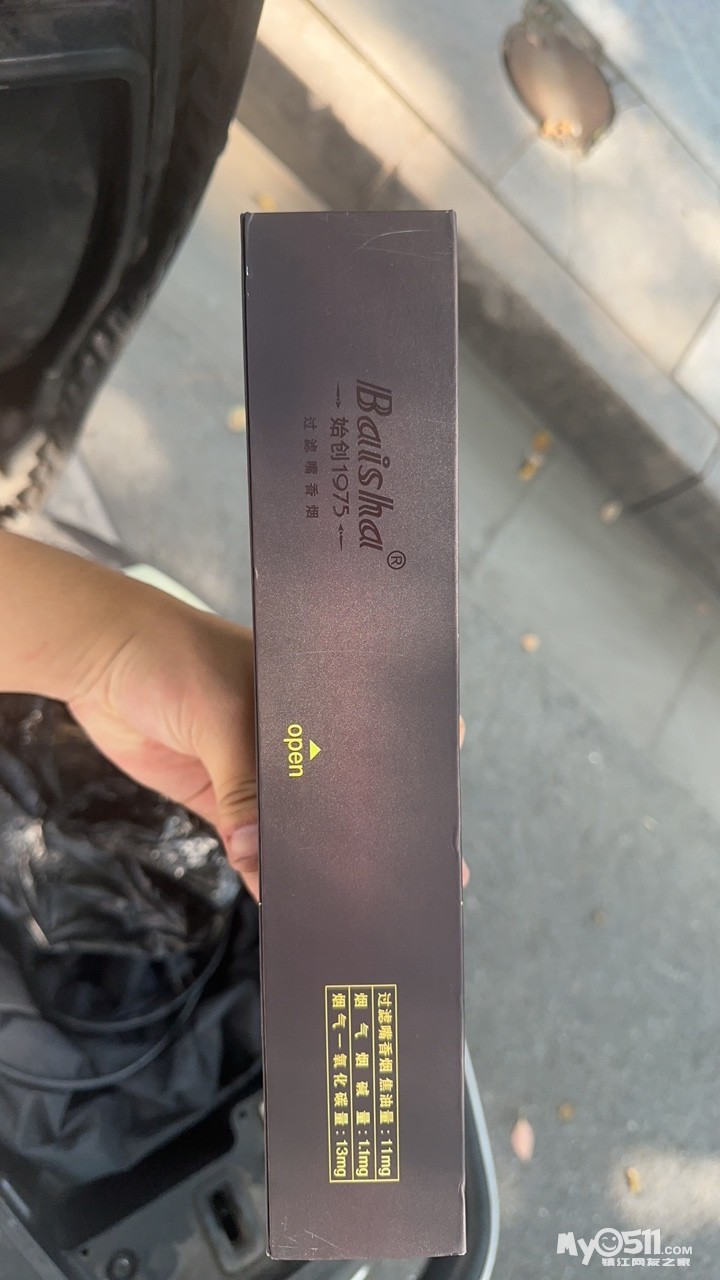 Baisha®
始创1975
过滤嘴香烟
open
过滤嘴香烟 焦油量:11mg
烟气烟碱量:1.1mg
烟气一氧化碳量:13mg
My0511.COM
镇江网友之家